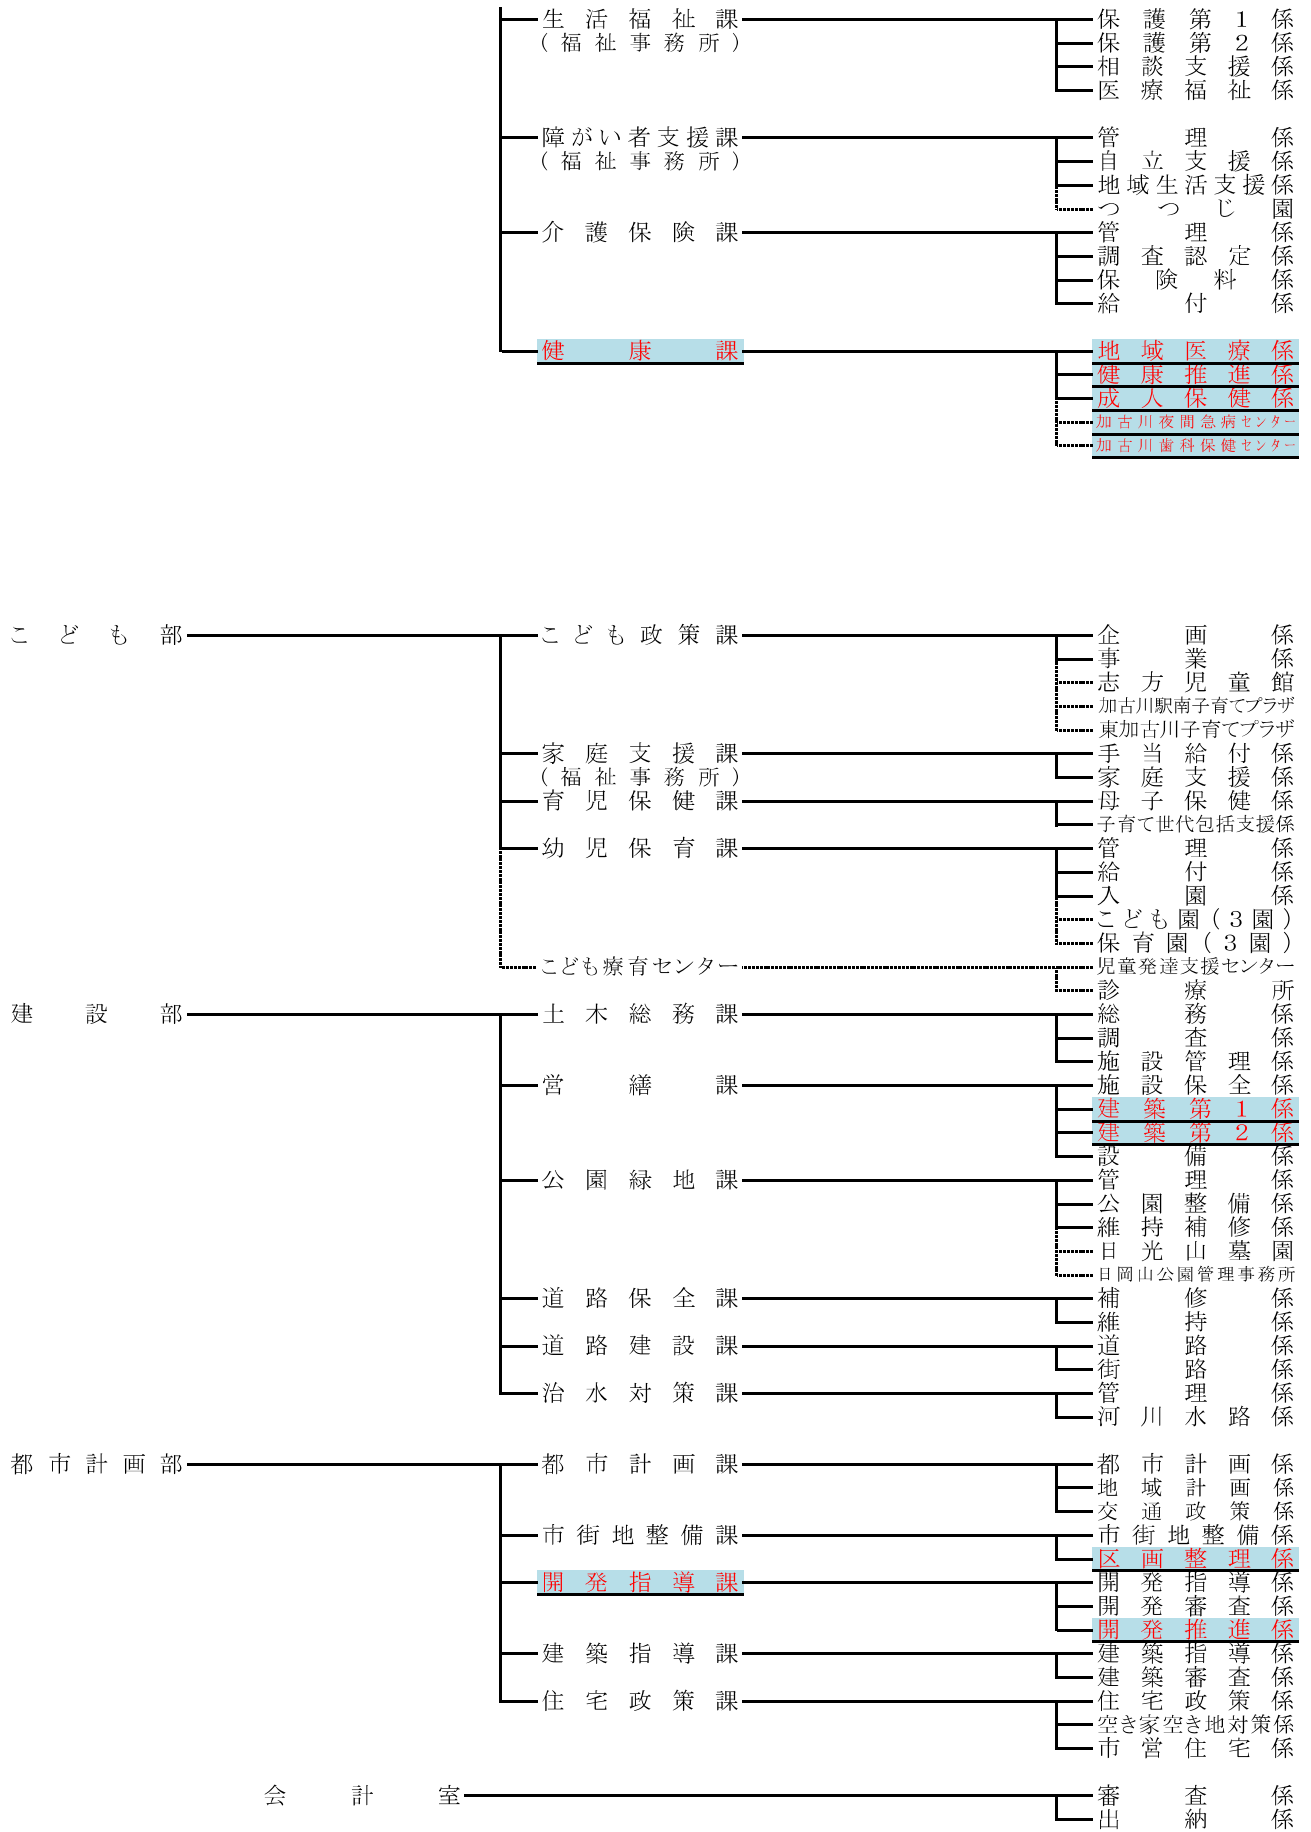 生活福祉課 保護第１係
（福祉事務所） 保護第２係
相談支援係
医療福祉係
障がい者支援課 管理係
（福祉事務所） 自立支援係
地域生活支援係
つつじ園
介護保険課 管理係
調査認定係
保険料係
給付係
健康課 地域医療係
健康推進係
成人保健係
加古川夜間急病センター
加古川歯科保健センター
こども部 こども政策課 企画係
事業係
志方児童館
加古川駅南子育てプラザ
東加古川子育てプラザ
家庭支援課 手当給付係
（福祉事務所） 家庭支援係
育児保健課 母子保健係
子育て世代包括支援係
幼児保育課 管理係
給付係
入園係
こども園（３園）
保育園（３園）
こども療育センター 児童発達支援センター
診療所
建設部 土木総務課 総務係
調査係
施設管理係
営繕課 施設保全係
建築第１係
建築第２係
設備係
公園緑地課 管理係
公園整備係
維持補修係
日光山墓園
日岡山公園管理事務所
道路保全課 補修係
維持係
道路建設課 道路係
街路係
治水対策課 管理係
河川水路係
都市計画部 都市計画課 都市計画係
地域計画係
交通政策係
市街地整備課 市街地整備係
区画整理係
開発指導課 開発指導係
開発審査係
開発推進係
建築指導課 建築指導係
建築審査係
住宅政策課 住宅政策係
空き家空き地対策係
市営住宅係
会計室 審査係
出納係